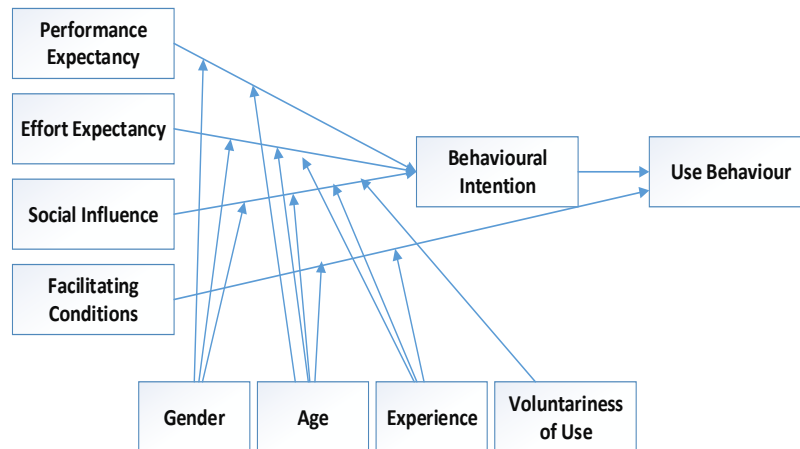 Performance
Expectancy
Effort Expectancy
Social Influence
Facilitating
Conditions
Behavioural
Intention
Use Behaviour
Gender
Age
Experience
Voluntariness
of Use